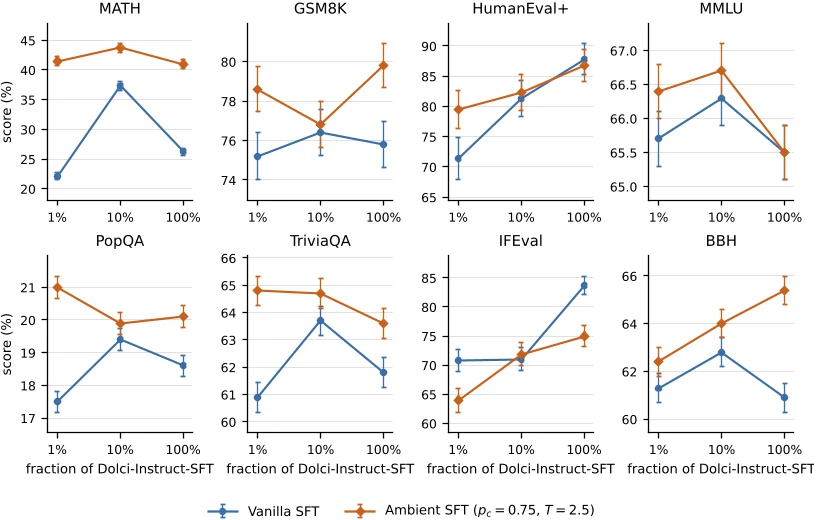 MATH GSM8K HumanEval+ MMLU
score (%)
45
40
35
30
25
20
1% 10% 100%
80
78
76
74
1% 10% 100%
90
85
80
75
70
65
1% 10% 100%
67.0
66.5
66.0
65.5
65.0
1% 10% 100%
PopQA TriviaQA IFEval BBH
score (%)
21
20
19
18
17
1% 10% 100%
fraction of Dolci-Instruct-SFT
66
65
64
63
62
61
60
1% 10% 100%
fraction of Dolci-Instruct-SFT
85
80
75
70
65
60
1% 10% 100%
fraction of Dolci-Instruct-SFT
66
64
62
60
1% 10% 100%
fraction of Dolci-Instruct-SFT
Vanilla SFT Ambient SFT (p_c = 0.75, T = 2.5)